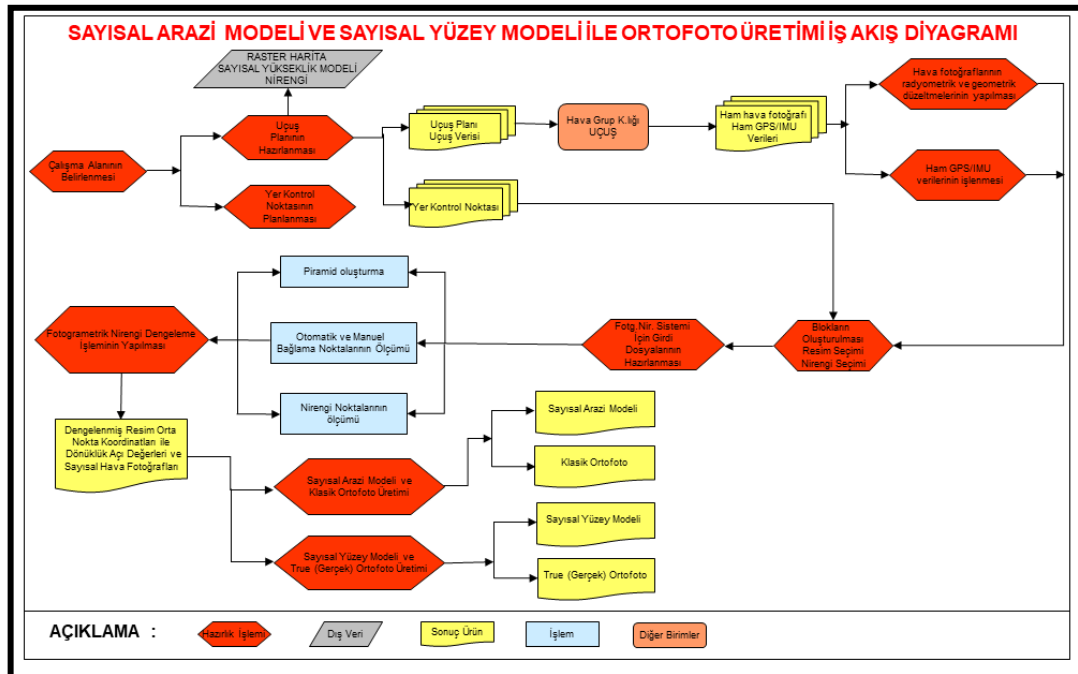 SAYISAL ARAZİ MODELİ VE SAYISAL YÜZEY MODELİ İLE ORTOFOTO ÜRETİMİ İŞ AKIŞ DİYAGRAMI
RASTER HARİTA
SAYISAL YÜKSEKLİK MODELİ
NİRENGİ
Çalışma Alanının
Belirlenmesi
Uçuş
Planının
Hazırlanması
Yer Kontrol
Noktasının
Planlanması
Uçuş Planı
Uçuş Verisi
Yer Kontrol Noktası
Hava Grup K.lığı
UÇUŞ
Ham hava fotoğrafı
Ham GPS/IMU
Verileri
Hava fotoğraflarının
radyometrik ve geometrik
düzeltmelerinin yapılması
Ham GPS/IMU
verilerinin işlenmesi
Piramid oluşturma
Otomatik ve Manuel
Bağlama Noktalarının Ölçümü
Nirengi Noktalarının
ölçümü
Fotogrametrik Nirengi Dengeleme
İşleminin Yapılması
Fotg.Nir. Sistemi
İçin Girdi
Dosyalarının
Hazırlanması
Blokların
Oluşturulması
Resim Seçimi
Nirengi Seçimi
Dengelenmiş Resim Orta
Nokta Koordinatları ile
Dönüklük Açı Değerleri ve
Sayısal Hava Fotoğrafları
Sayısal Arazi Modeli ve
Klasik Ortofoto Üretimi
Sayısal Arazi Modeli
Klasik Ortofoto
Sayısal Yüzey Modeli ve
True (Gerçek) Ortofoto Üretimi
Sayısal Yüzey Modeli
True (Gerçek) Ortofoto
AÇIKLAMA :
Hazırlık İşlemi
Dış Veri
Sonuç Ürün
İşlem
Diğer Birimler